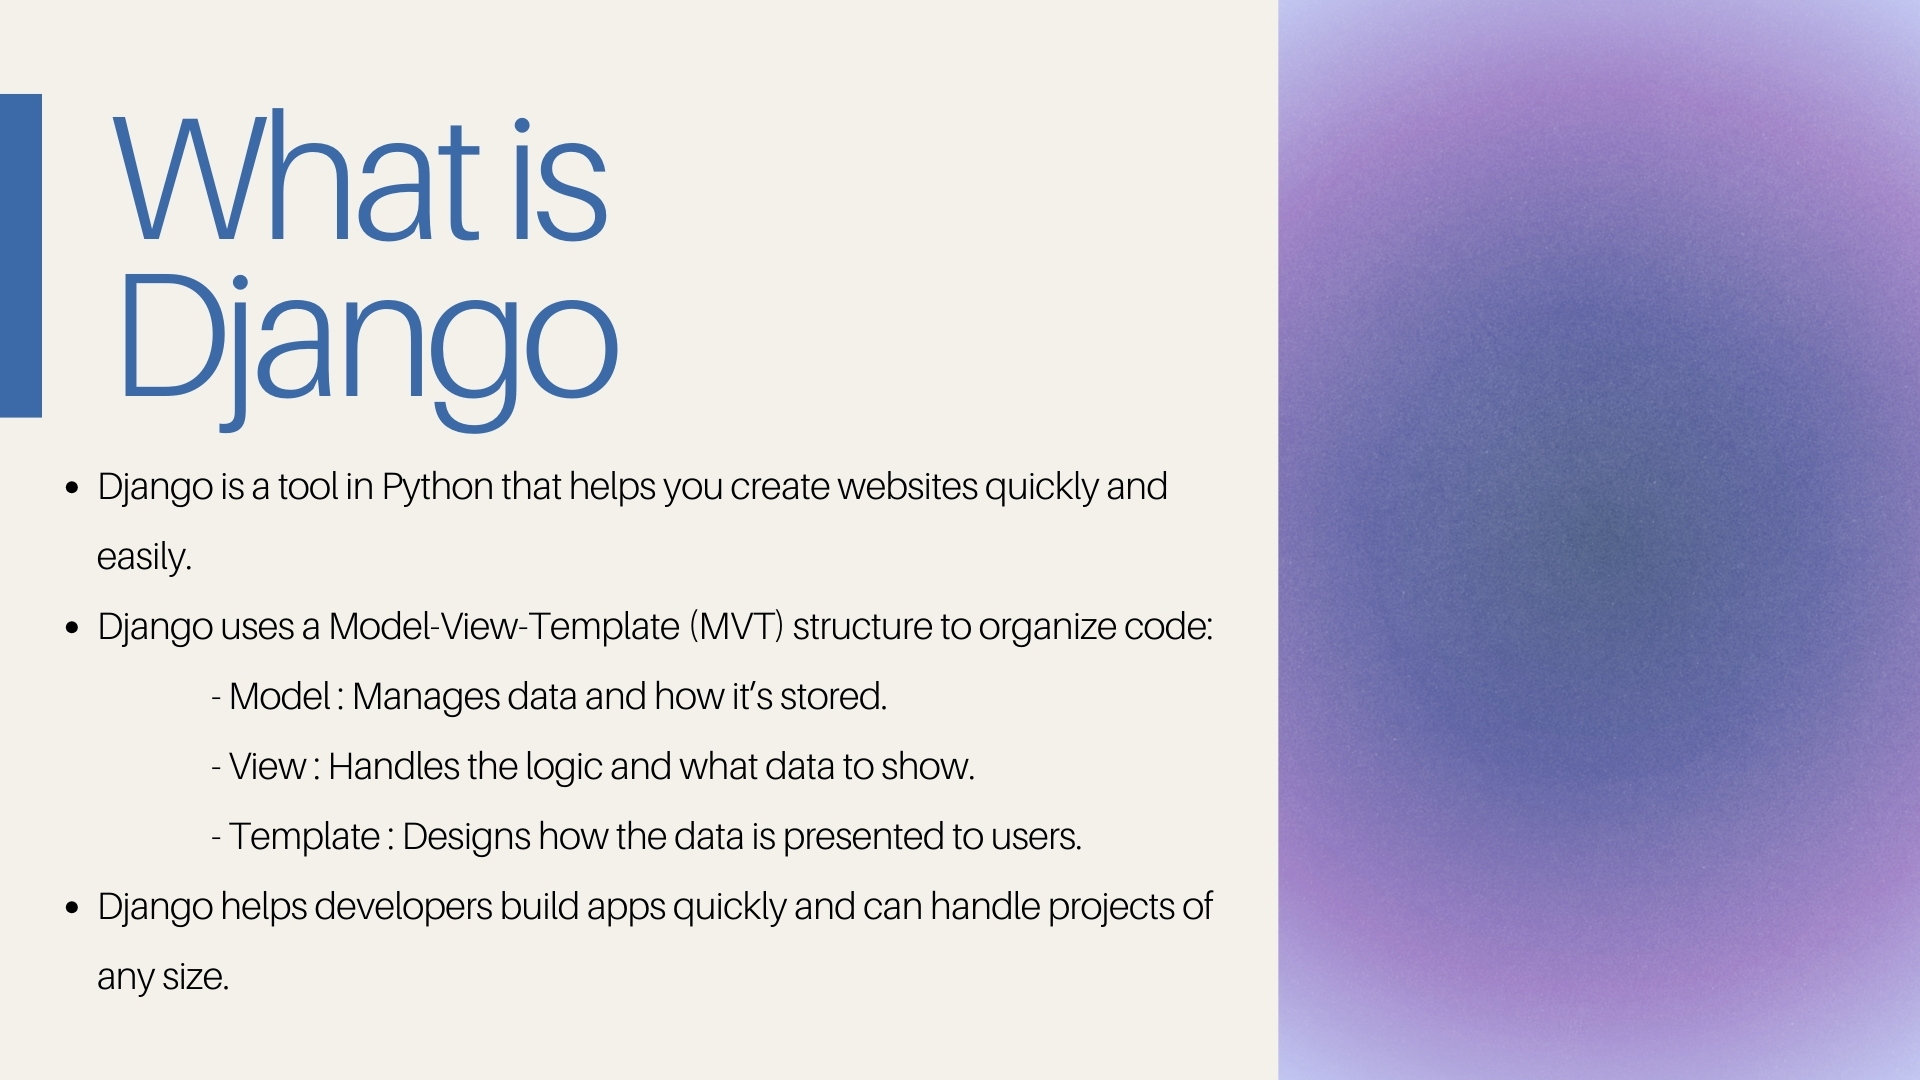 What is
Django
• Django is a tool in Python that helps you create websites quickly and
easily.
• Django uses a Model-View-Template (MVT) structure to organize code:
- Model : Manages data and how it’s stored.
- View : Handles the logic and what data to show.
- Template : Designs how the data is presented to users.
• Django helps developers build apps quickly and can handle projects of
any size.